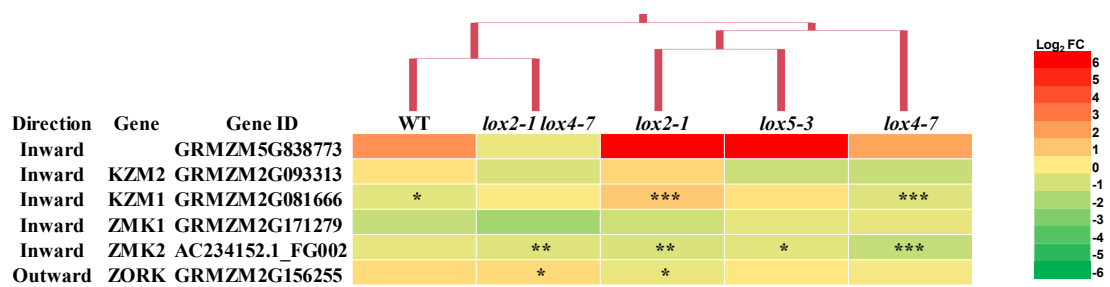 Log2 FC
6
5
4
3
2
1
0
-1
-2
-3
-4
-5
-6
Direction Gene Gene ID WT lox2-1 lox4-7 lox2-1 lox5-3 lox4-7
Inward GRMZM5G838773
Inward KZM2 GRMZM2G093313
Inward KZM1 GRMZM2G081666 * *** ***
Inward ZMK1 GRMZM2G171279
Inward ZMK2 AC234152.1_FG002 ** ** * ***
Outward ZORK GRMZM2G156255 * *